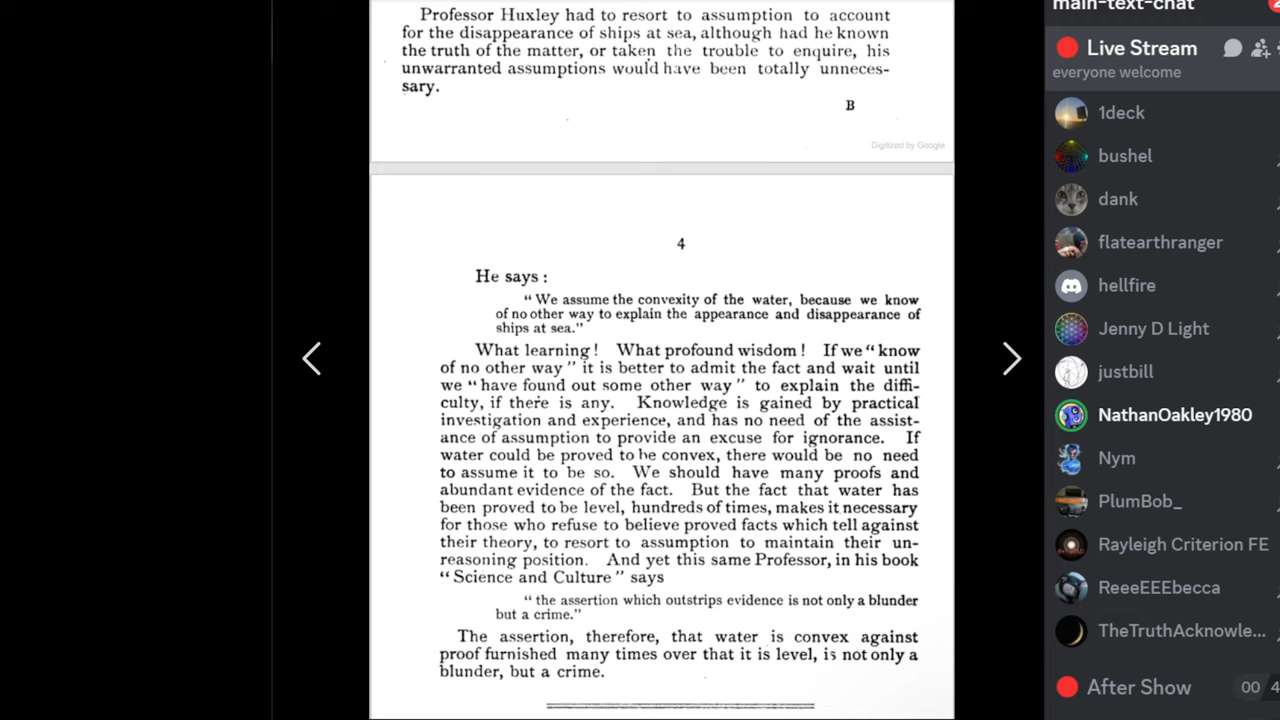 Professor Huxley had to resort to assumption to account
for the disappearance of ships at sea, although had he known
the truth of the matter, or taken the trouble to enquire, his
unwarranted assumptions would have been totally unneces-
sary.
B
Digitized by Google
4
He says :
“ We assume the convexity of the water, because we know
of no other way to explain the appearance and disappearance of
ships at sea.”
What learning ! What profound wisdom ! If we “ know
of no other way ” it is better to admit the fact and wait until
we “ have found out some other way ” to explain the diffi-
culty, if there is any. Knowledge is gained by practical
investigation and experience, and has no need of the assist-
ance of assumption to provide an excuse for ignorance. If
water could be proved to be convex, there would be no need
to assume it to be so. We should have many proofs and
abundant evidence of the fact. But the fact that water has
been proved to be level, hundreds of times, makes it necessary
for those who refuse to believe proved facts which tell against
their theory, to resort to assumption to maintain their un-
reasoning position. And yet this same Professor, in his book
“ Science and Culture ” says
“ the assertion which outstrips evidence is not only a blunder
but a crime.”
The assertion, therefore, that water is convex against
proof furnished many times over that it is level, is not only a
blunder, but a crime.
main-text-chat
Live Stream
everyone welcome
1deck
bushel
dank
flatearthranger
hellfire
Jenny D Light
justbill
NathanOakley1980
Nym
PlumBob_
Rayleigh Criterion FE
ReeeEEEbecca
TheTruthAcknowle...
After Show 00